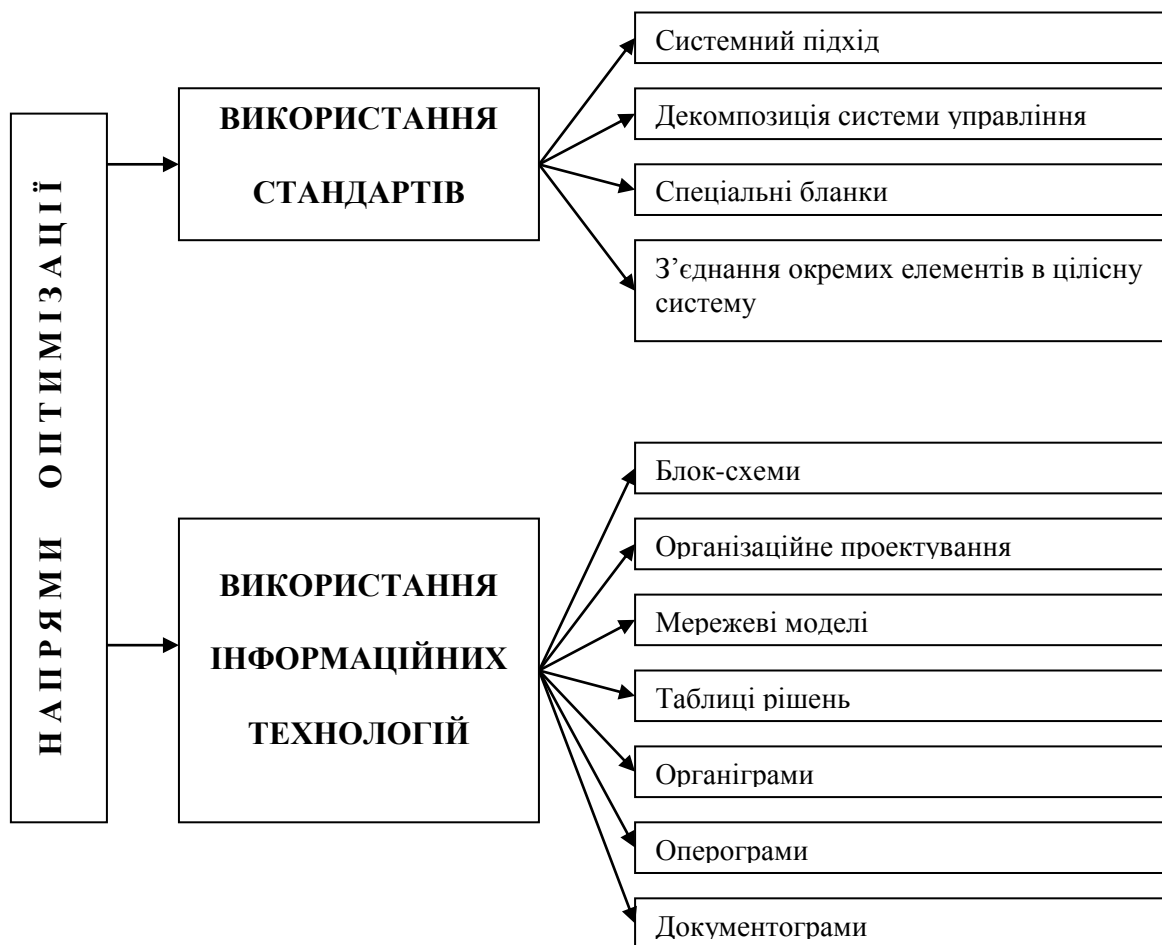 НАПРЯМИ ОПТИМІЗАЦІЇ
ВИКОРИСТАННЯ
СТАНДАРТІВ
Системний підхід
Декомпозиція системи управління
Спеціальні бланки
З’єднання окремих елементів в цілісну
систему
ВИКОРИСТАННЯ
ІНФОРМАЦІЙНИХ
ТЕХНОЛОГІЙ
Блок-схеми
Організаційне проектування
Мережеві моделі
Таблиці рішень
Органіграми
Оперограми
Документограми